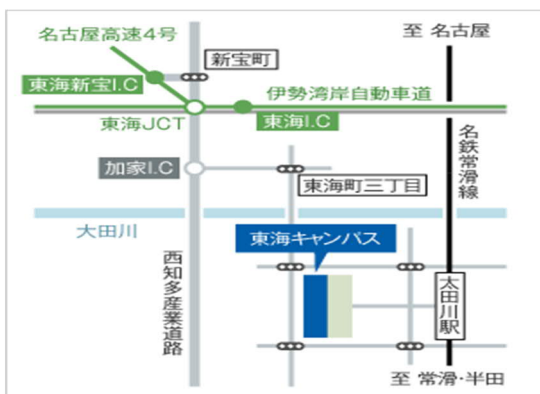 名古屋高速4号
至 名古屋
新宝町
東海新宝I.C
伊勢湾岸自動車道
東海JCT
東海I.C
名鉄常滑線
加家I.C
東海町三丁目
大田川
東海キャンパス
西知多産業道路
太田川駅
至 常滑・半田